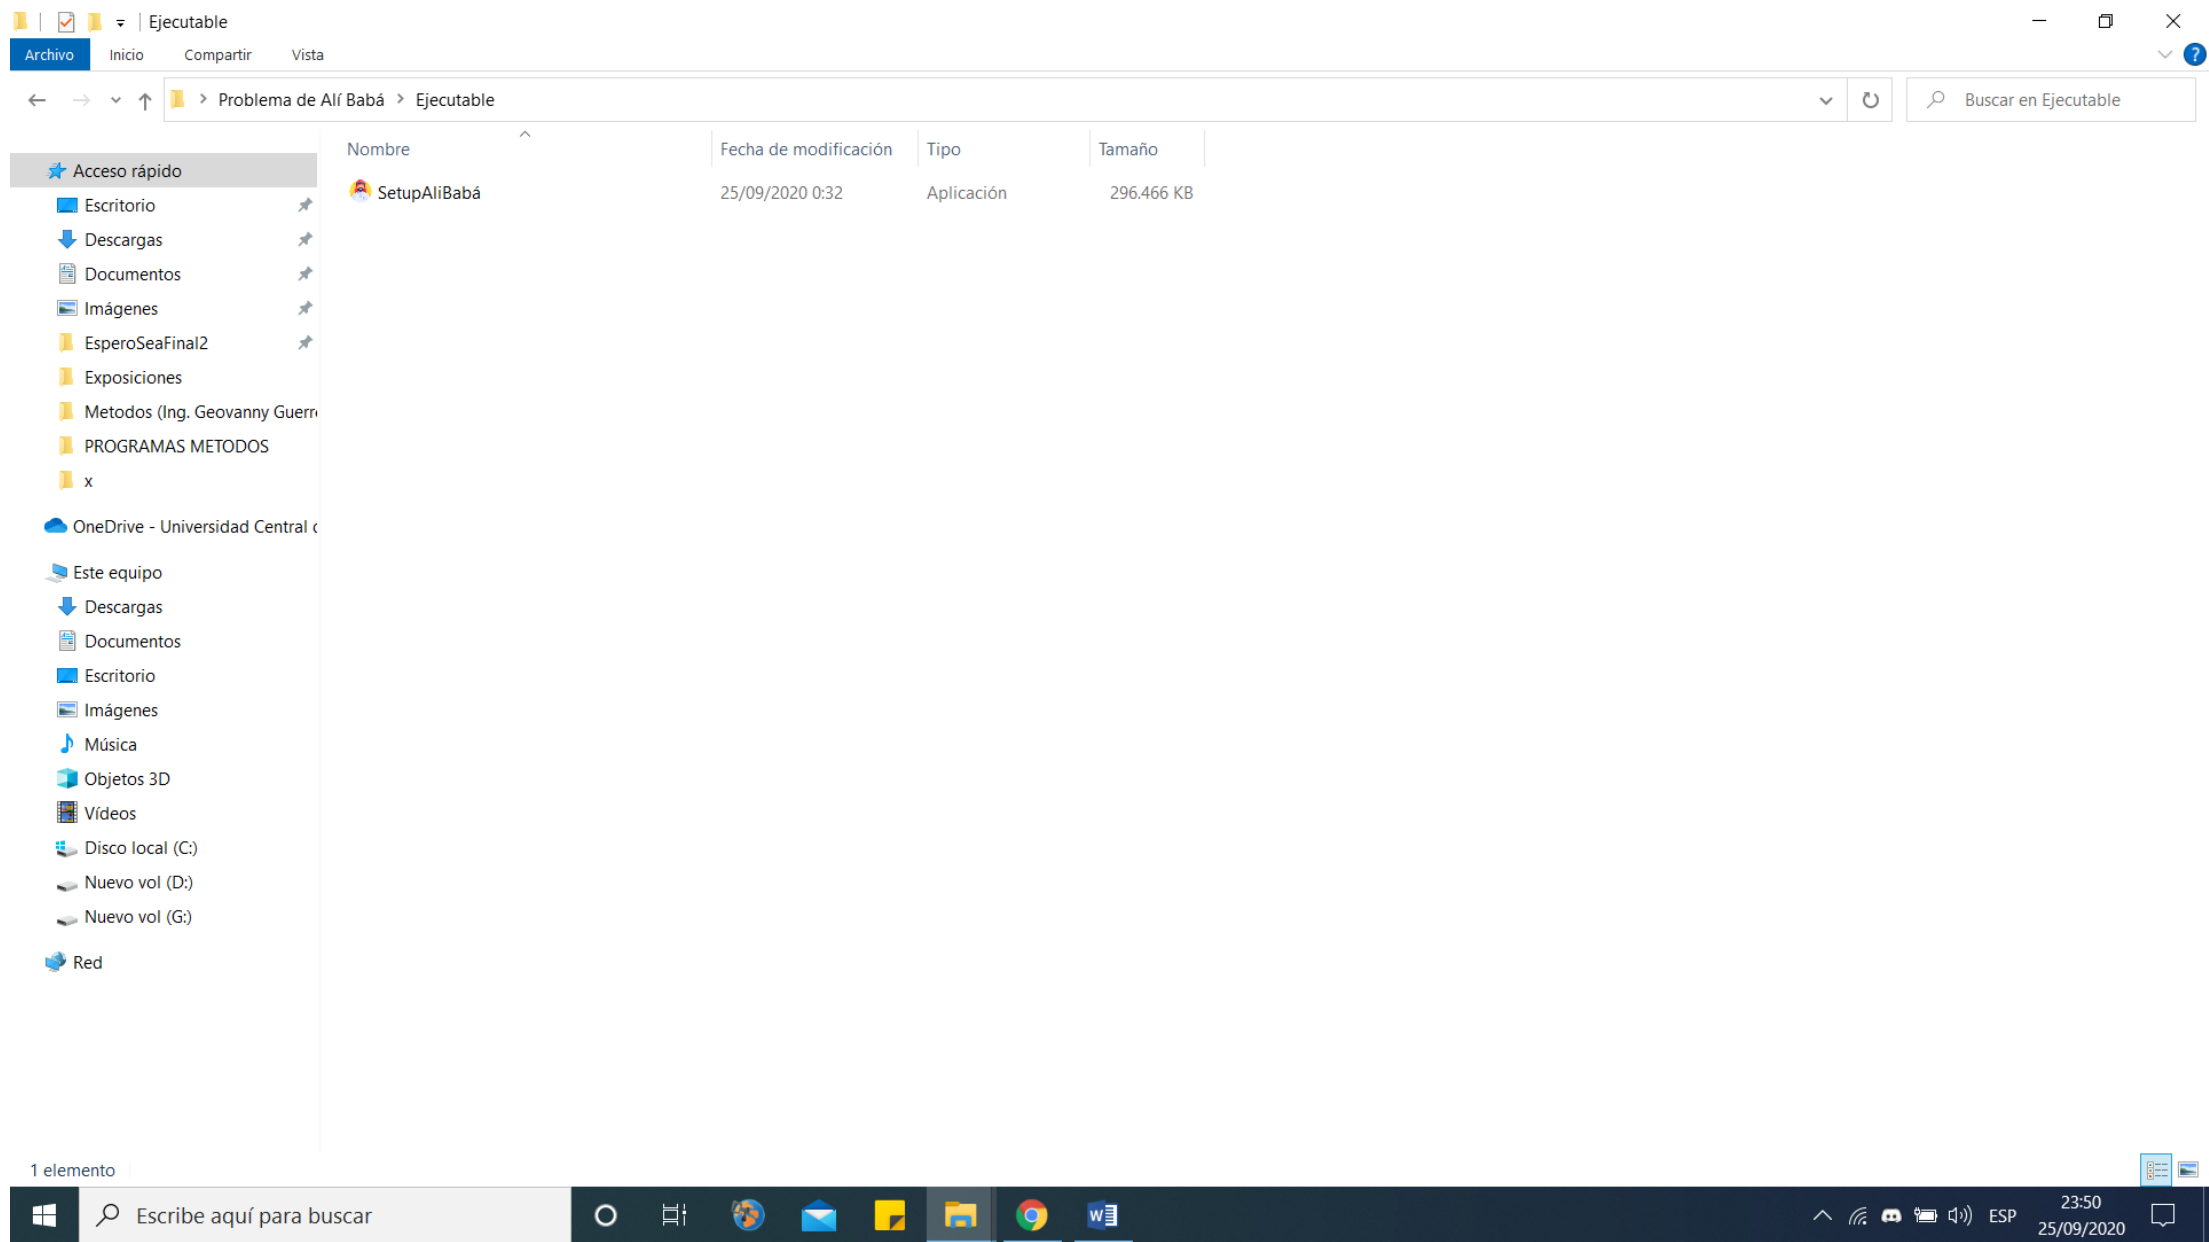 Ejecutable
Archivo Inicio Compartir Vista
Problema de Alí Babá > Ejecutable
Buscar en Ejecutable
Nombre Fecha de modificación Tipo Tamaño
SetupAliBabá 25/09/2020 0:32 Aplicación 296.466 KB
Acceso rápido
Escritorio
Descargas
Documentos
Imágenes
EsperoSeaFinal2
Exposiciones
Metodos (Ing. Geovanny Guerr
PROGRAMAS METODOS
x
OneDrive - Universidad Central
Este equipo
Descargas
Documentos
Escritorio
Imágenes
Música
Objetos 3D
Vídeos
Disco local (C:)
Nuevo vol (D:)
Nuevo vol (G:)
Red
1 elemento
Escribe aquí para buscar
ESP
23:50
25/09/2020